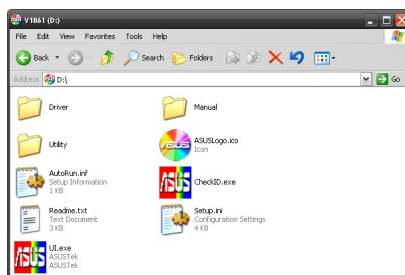 V1061 (D:)
File Edit View Favorites Tools Help
Back Search Folders
Address D:\ Go
Driver Manual
Utility ASUSLogo.ico
Icon
AutoRun.inf CheckID.exe
Setup Information
1 KB
Readme.txt Setup.ini
Text Document Configuration Settings
3 KB 4 KB
UI.exe
ASUSTek
ASUSTek